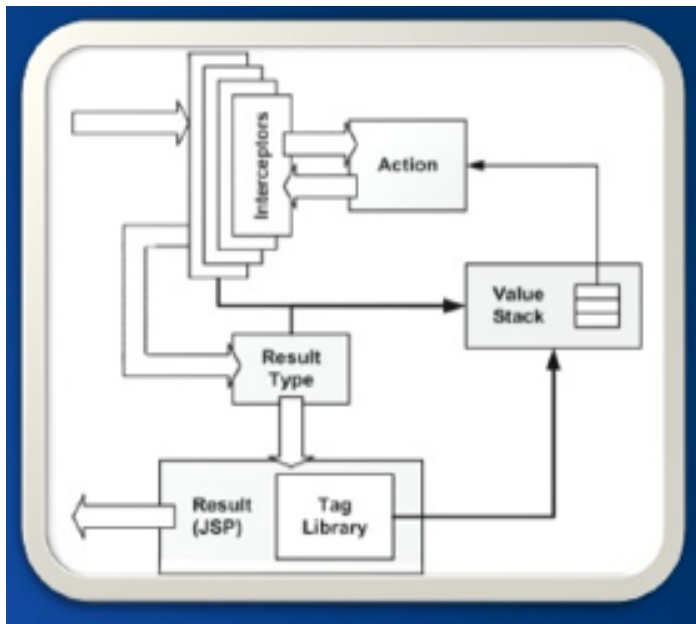 Interceptors
Action
Value
Stack
Result
Type
Result
(JSP)
Tag
Library